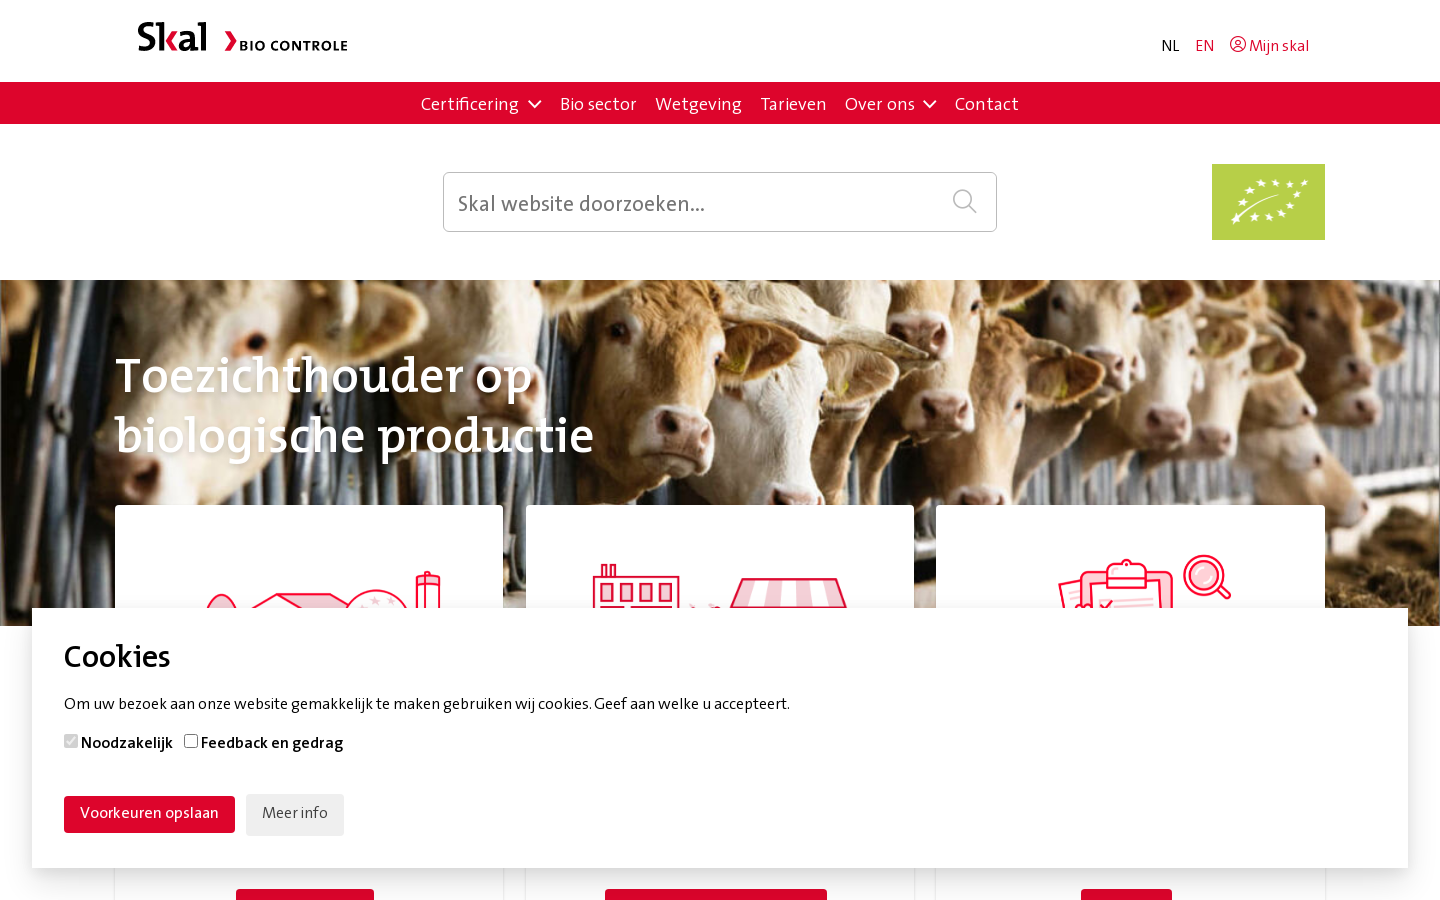 Skal BIO CONTROLE
NL EN Mijn skal
Certificering Bio sector Wetgeving Tarieven Over ons Contact
Skal website doorzoeken...
Toezichthouder op
biologische productie
Cookies
Om uw bezoek aan onze website gemakkelijk te maken gebruiken wij cookies. Geef aan welke u accepteert.
Noodzakelijk Feedback en gedrag
Voorkeuren opslaan Meer info